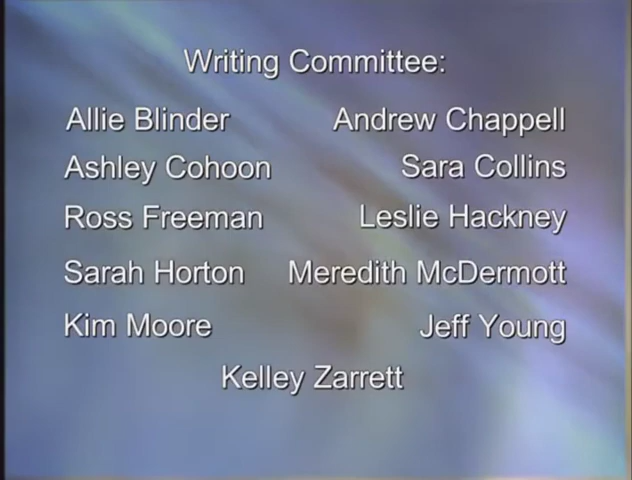 Writing Committee:
Allie Blinder Andrew Chappell
Ashley Cohoon Sara Collins
Ross Freeman Leslie Hackney
Sarah Horton Meredith McDermott
Kim Moore Jeff Young
Kelley Zarrett